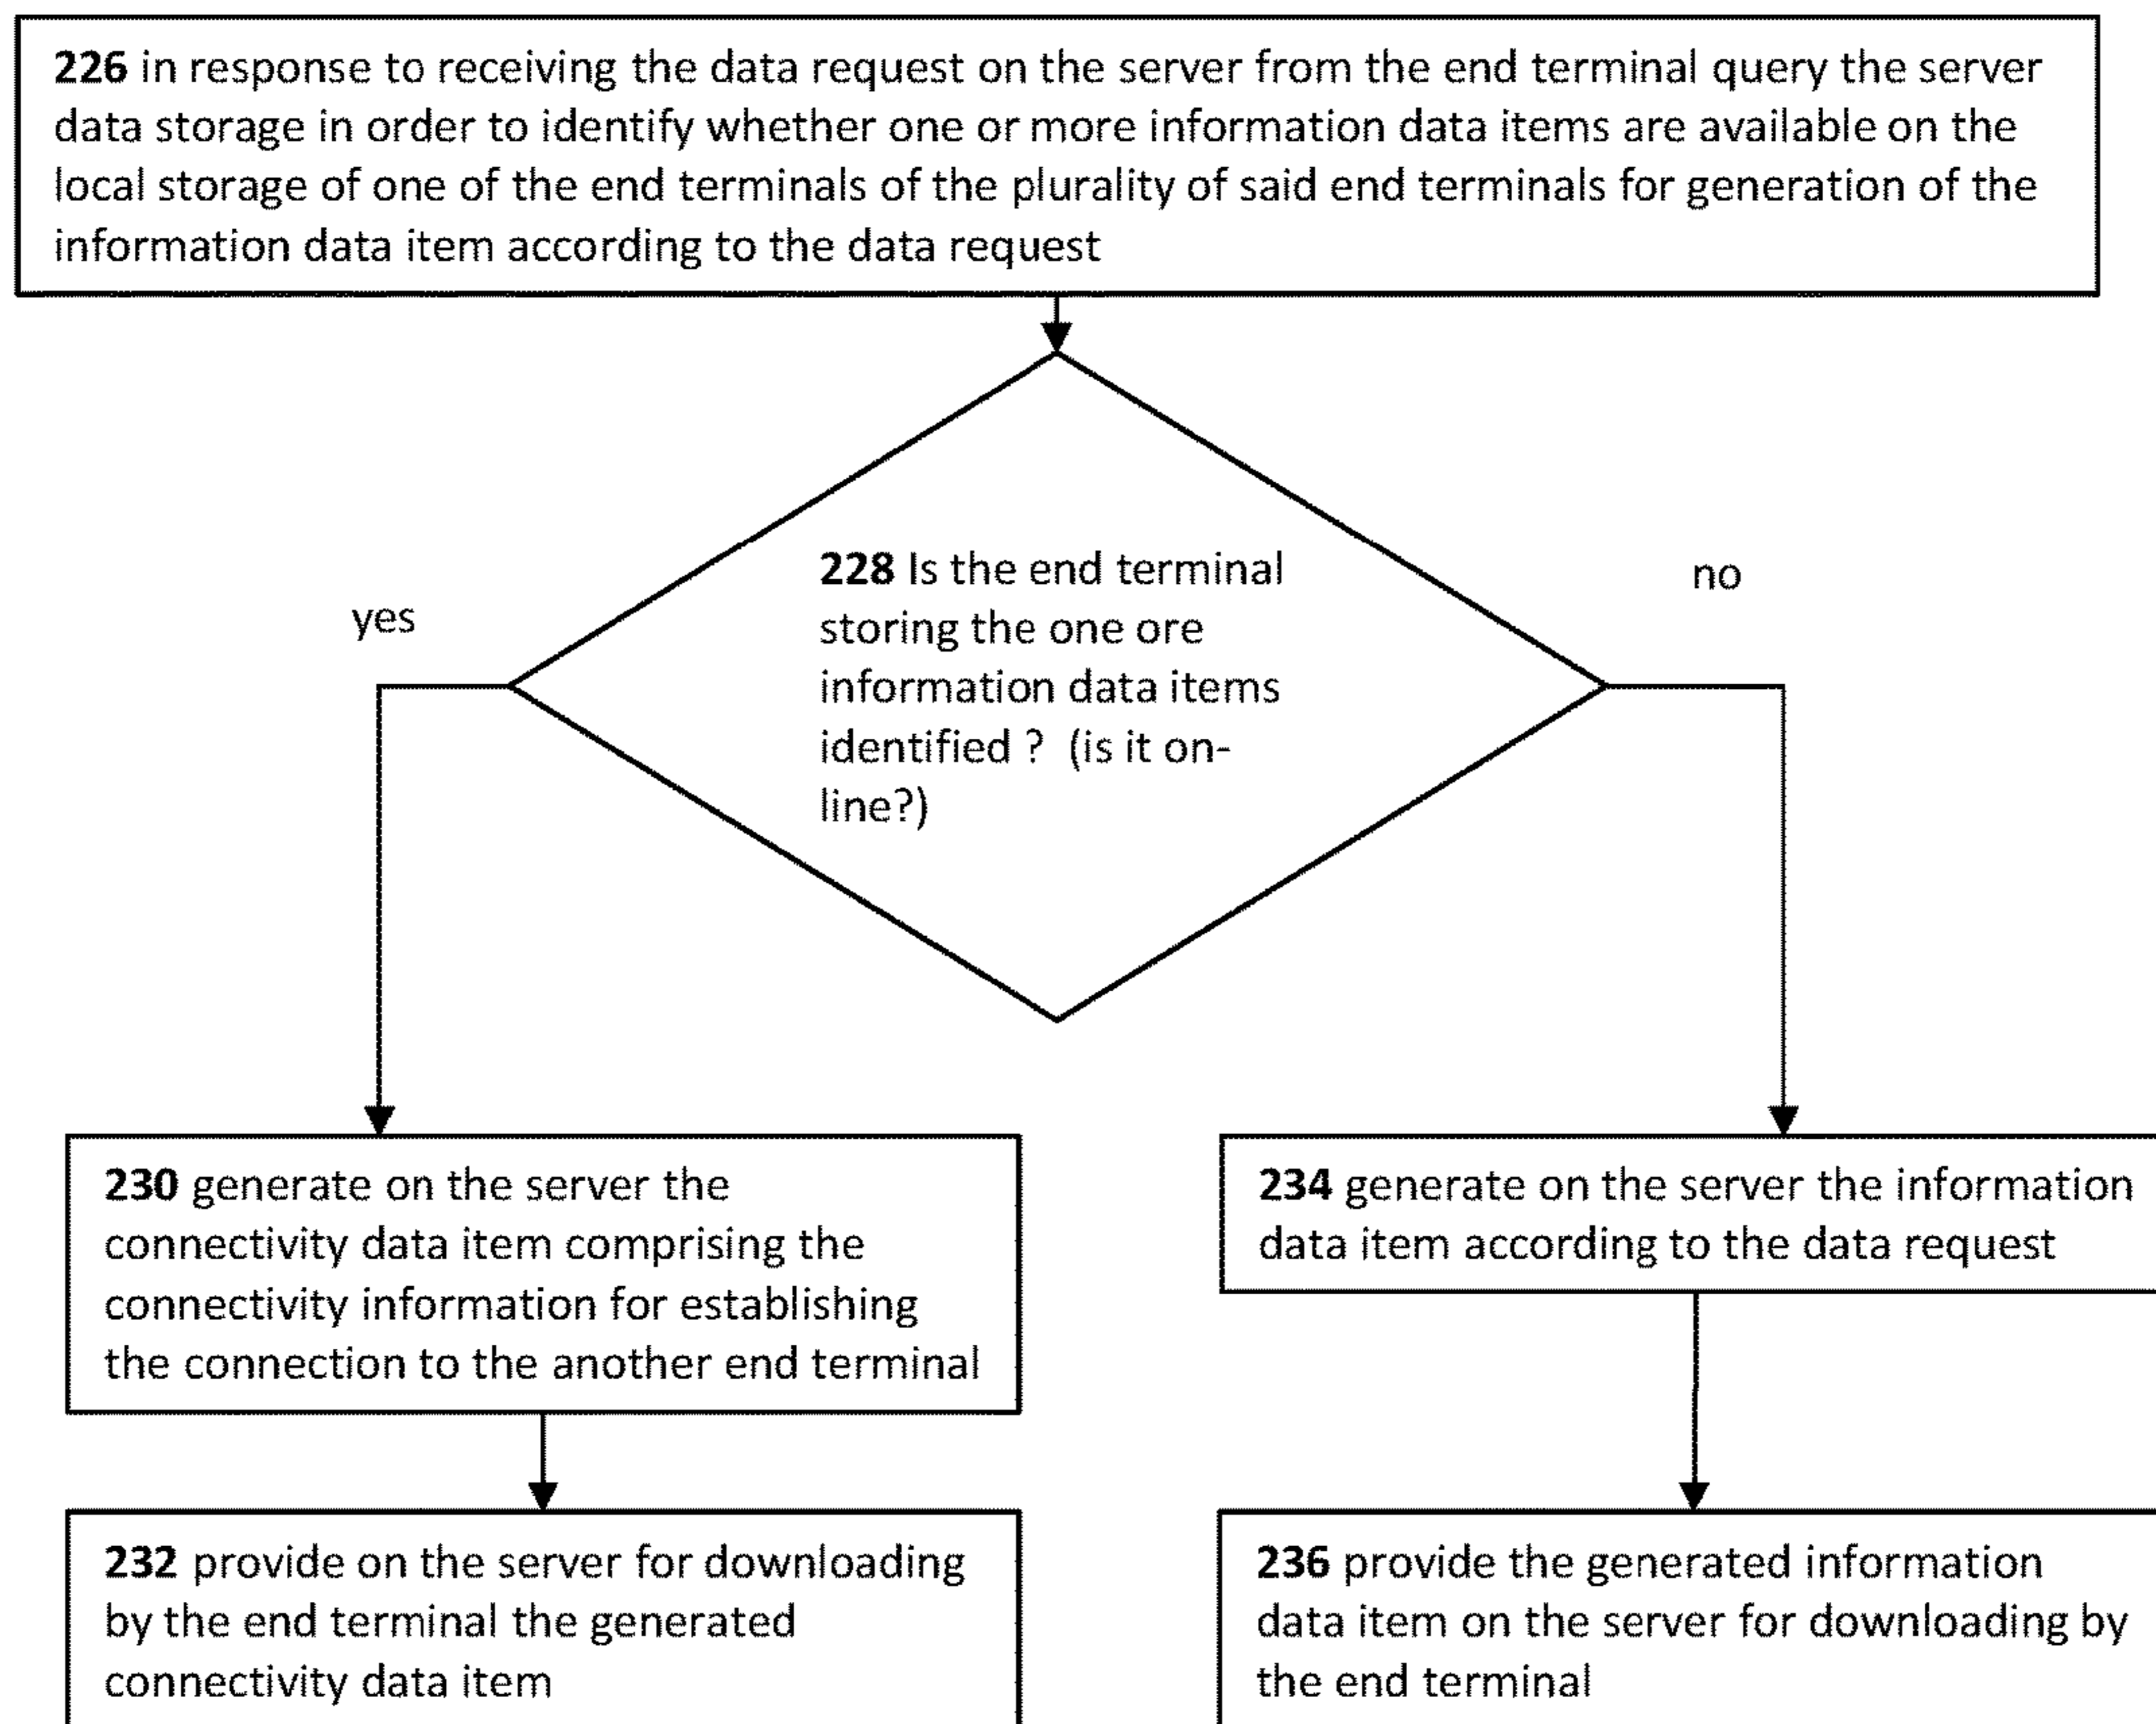 226 in response to receiving the data request on the server from the end terminal query the server
data storage in order to identify whether one or more information data items are available on the
local storage of one of the end terminals of the plurality of said end terminals for generation of the
information data item according to the data request
228 Is the end terminal
storing the one ore
information data items
identified ? (is it on-
line?)
yes
no
230 generate on the server the
connectivity data item comprising the
connectivity information for establishing
the connection to the another end terminal
234 generate on the server the information
data item according to the data request
232 provide on the server for downloading
by the end terminal the generated
connectivity data item
236 provide the generated information
data item on the server for downloading by
the end terminal